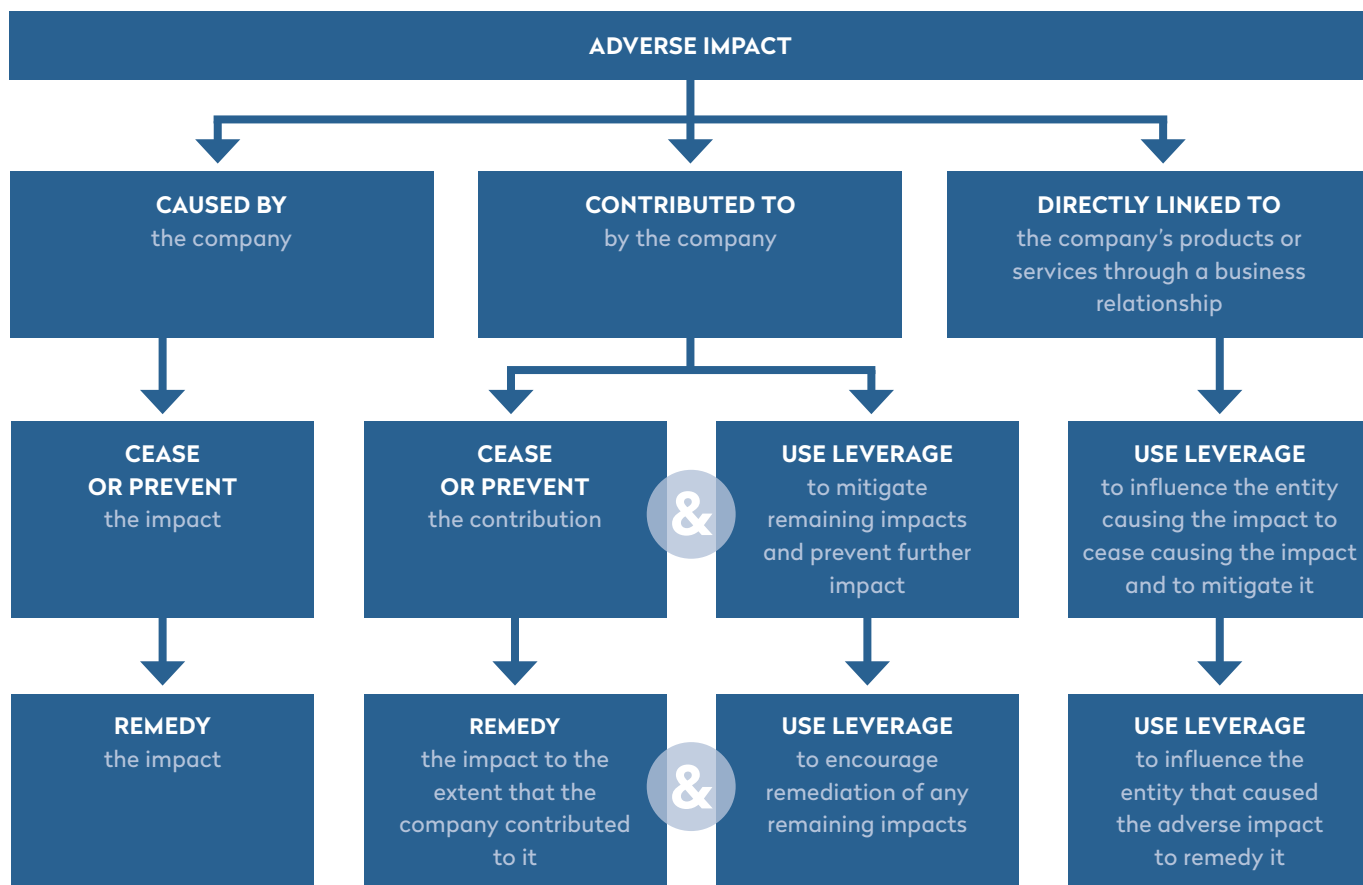 ADVERSE IMPACT
CAUSED BY
the company
CONTRIBUTED TO
by the company
DIRECTLY LINKED TO
the company’s products or
services through a business
relationship
CEASE
OR PREVENT
the impact
CEASE
OR PREVENT
the contribution
&
USE LEVERAGE
to mitigate
remaining impacts
and prevent further
impact
USE LEVERAGE
to influence the entity
causing the impact to
cease causing the impact
and to mitigate it
REMEDY
the impact
REMEDY
the impact to the
extent that the
company contributed
to it
&
USE LEVERAGE
to encourage
remediation of any
remaining impacts
USE LEVERAGE
to influence the
entity that caused
the adverse impact
to remedy it